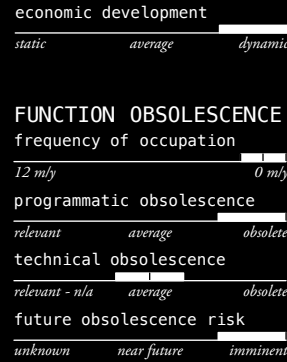 economic development
static average dynamic
FUNCTION OBSOLESCENCE
frequency of occupation
12 m/y 0 m/y
programmatic obsolescence
relevant average obsolete
technical obsolescence
relevant - n/a average obsolete
future obsolescence risk
unknown near future imminent